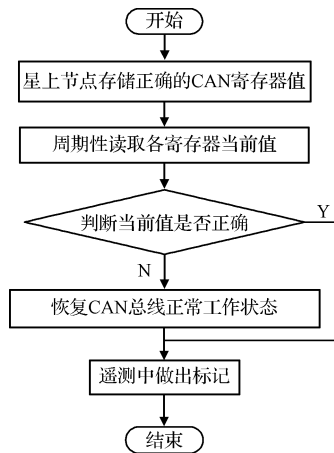 开始
星上节点存储正确的CAN寄存器值
周期性读取各寄存器当前值
判断当前值是否正确
Y
N
恢复CAN总线正常工作状态
遥测中做出标记
结束